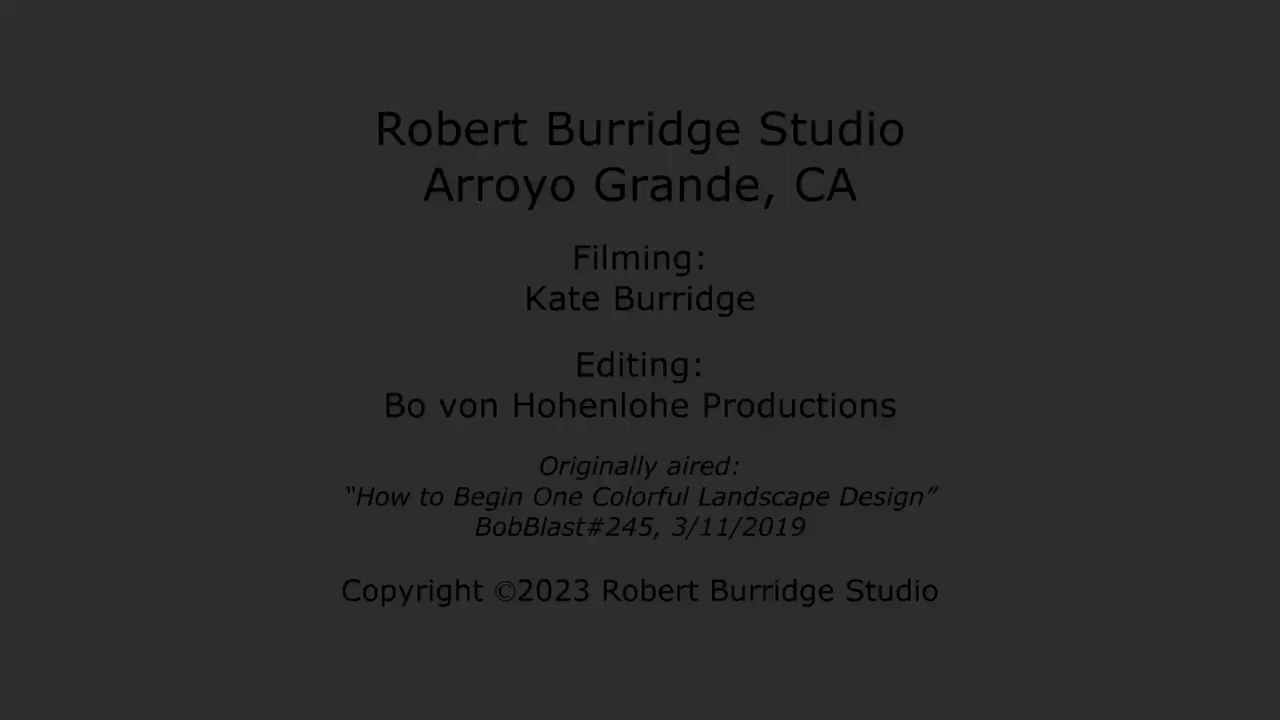 Robert Burridge Studio
Arroyo Grande, CA
Filming:
Kate Burridge
Editing:
Bo von Hohenlohe Productions
Originally aired:
“How to Begin One Colorful Landscape Design”
BobBlast#245, 3/11/2019
Copyright ©2023 Robert Burridge Studio